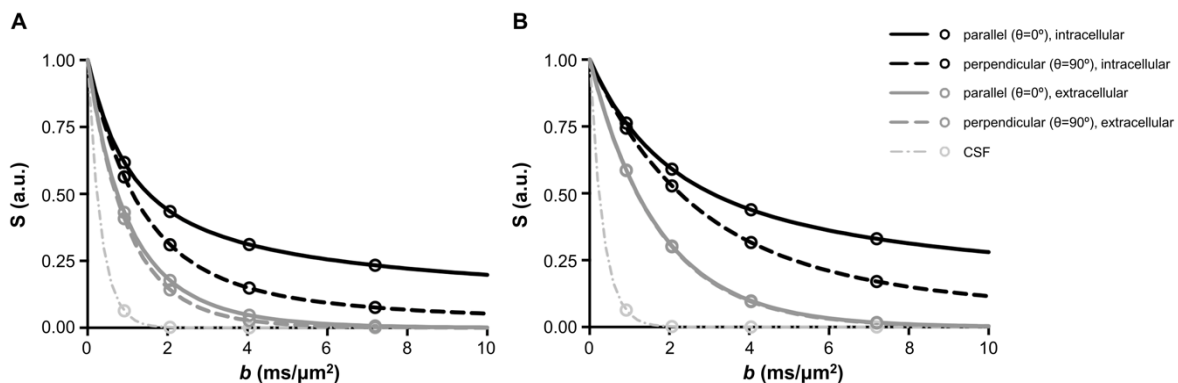 A
B
parallel (θ=0º), intracellular
perpendicular (θ=90º), intracellular
parallel (θ=0º), extracellular
perpendicular (θ=90º), extracellular
CSF
1.00
0.75
0.50
0.25
0.00
S (a.u.)
0 2 4 6 8 10
b (ms/μm²)
1.00
0.75
0.50
0.25
0.00
S (a.u.)
0 2 4 6 8 10
b (ms/μm²)